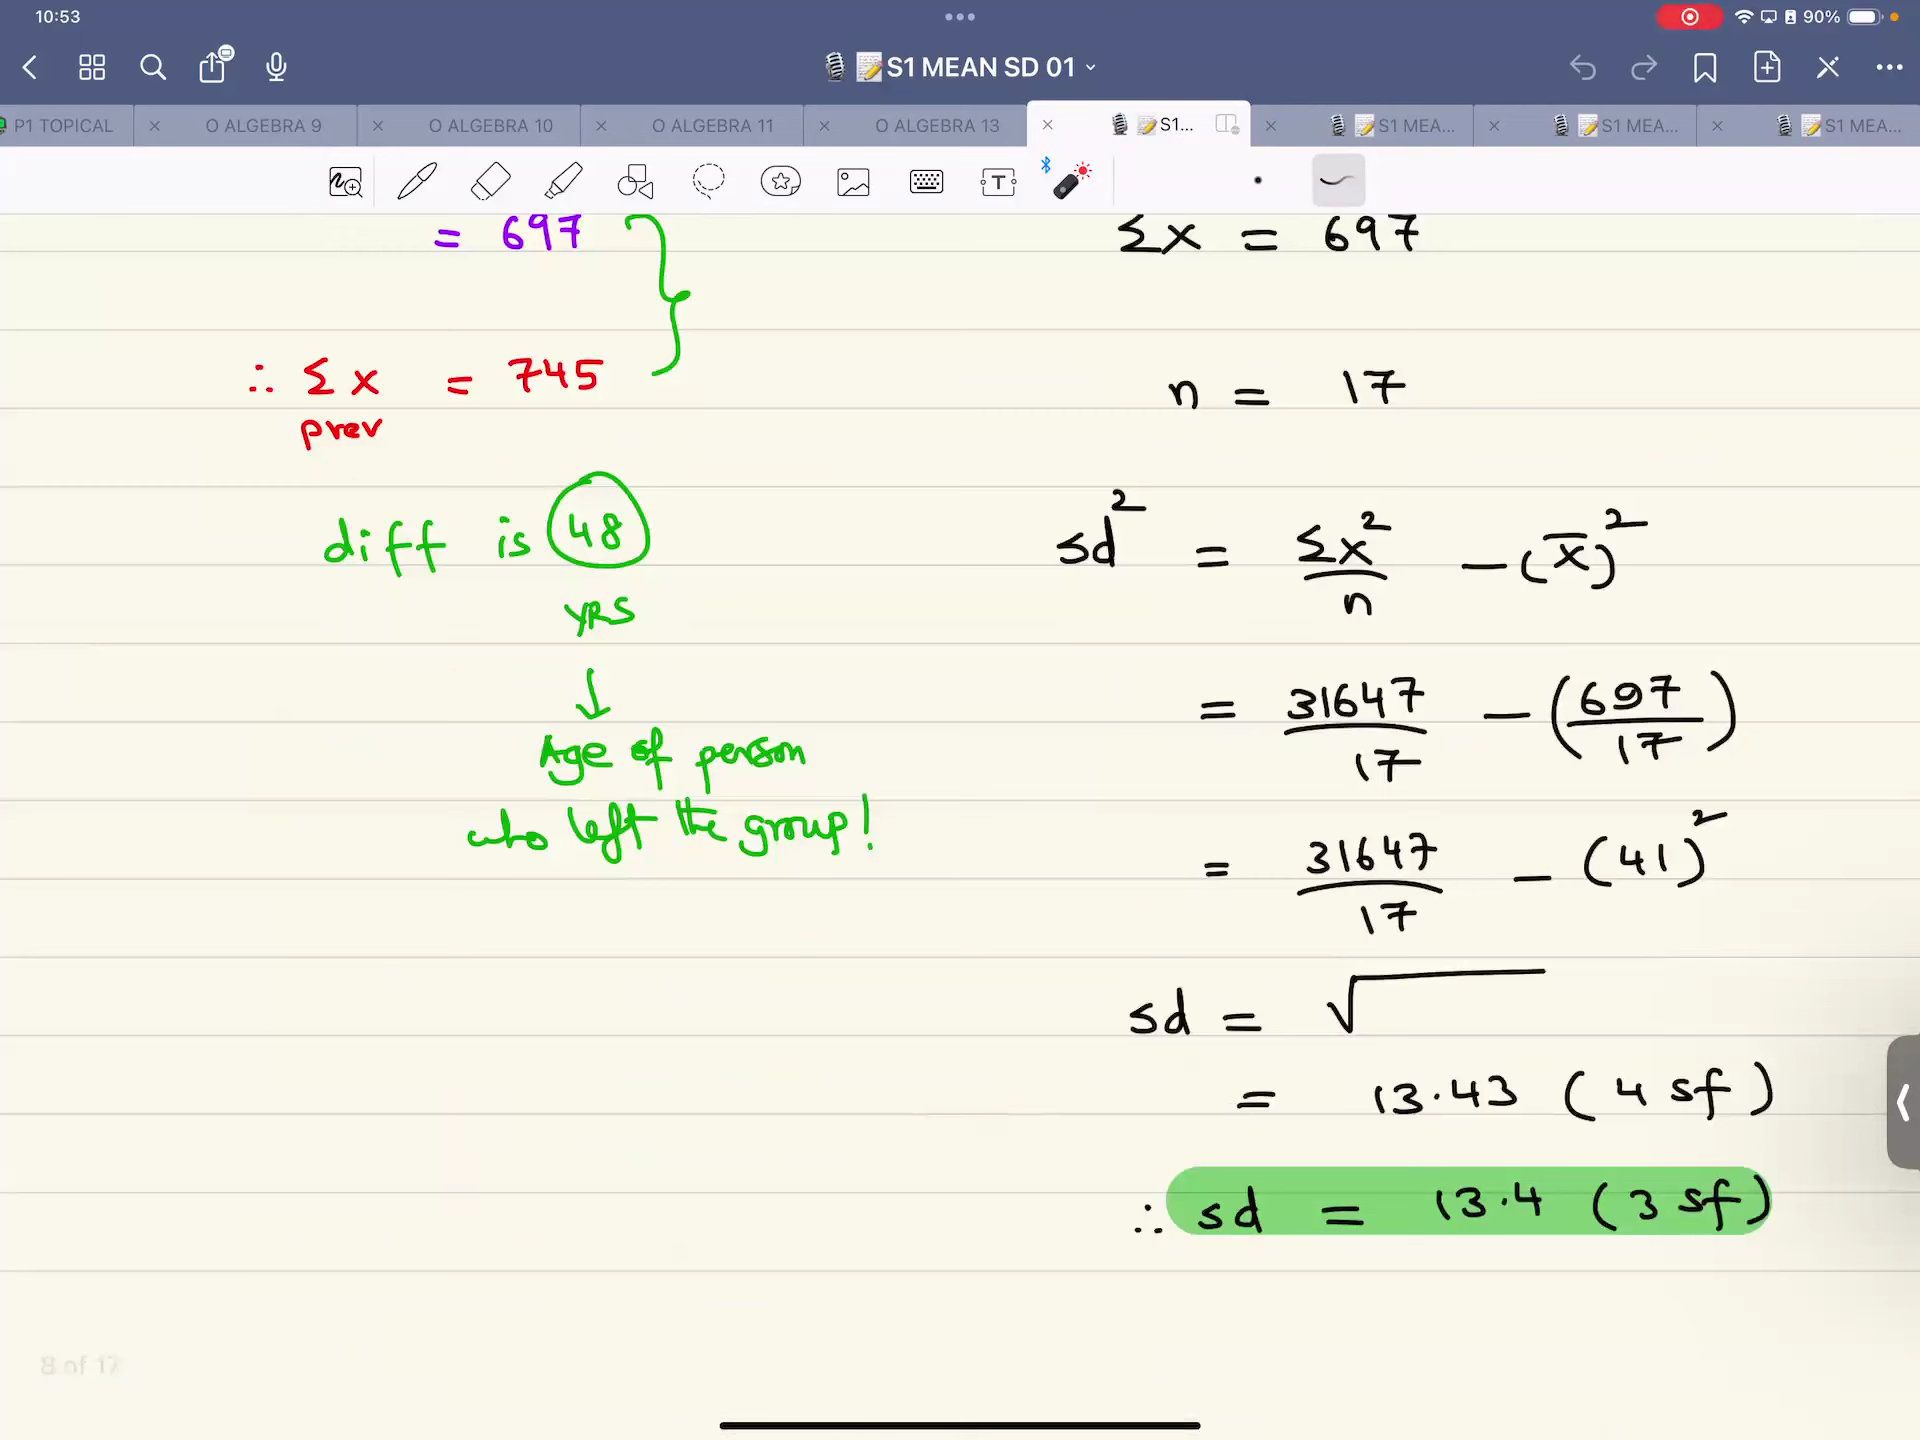 10:53
90%
S1 MEAN SD 01
P1 TOPICAL
O ALGEBRA 9
O ALGEBRA 10
O ALGEBRA 11
O ALGEBRA 13
S1...
S1 MEA...
S1 MEA...
S1 MEA...
= 697
∴ Σx = 745
prev
diff is 48
YRS
↓
Age of person
who left the group!
Σx = 697
n = 17
sd² = Σx²/n - (x̄)²
= 31647/17 - (697/17)
= 31647/17 - (41)²
sd = √
= 13.43 (4 sf)
∴ sd = 13.4 (3 sf)
8 of 17